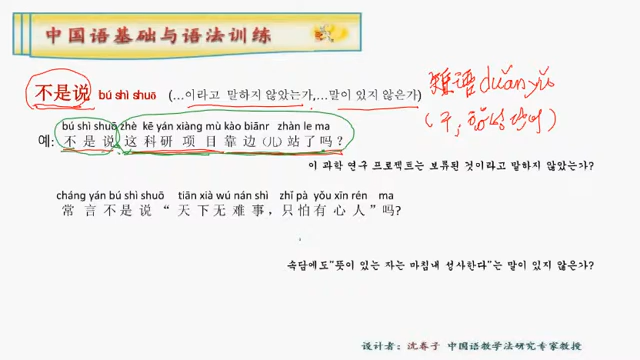 中国语基础与语法训练
不是说 bú shì shuō (…이라고 말하지 않았는가,…말이 있지 않은가)
短语 duǎn yǔ
(구, 활성단어)
bú shì shuō zhè kē yán xiàng mù kào biānr zhàn le ma
예: 不是说,这科研项目靠边(儿)站了吗?
이 과학 연구 프로젝트는 보류된 것이라고 말하지 않았는가?
cháng yán bú shì shuō tiān xià wú nán shì zhǐ pà yǒu xīn rén ma
常言不是说“天下无难事,只怕有心人”吗?
속담에도"뜻이 있는 자는 마침내 성사한다"는 말이 있지 않은가?
设计者:沈春子 中国语教学法研究专家教授